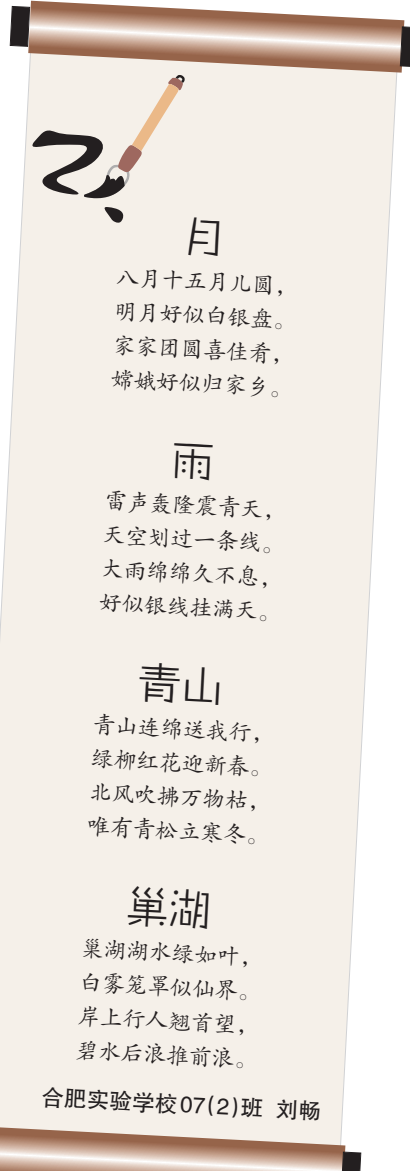 月
八月十五月儿圆，
明月好似白银盘。
家家团圆喜佳肴，
嫦娥好似归家乡。
雨
雷声轰隆震青天，
天空划过一条线。
大雨绵绵久不息，
好似银线挂满天。
青山
青山连绵送我行，
绿柳红花迎新春。
北风吹拂万物枯，
唯有青松立寒冬。
巢湖
巢湖湖水绿如叶，
白雾笼罩似仙界。
岸上行人翘首望，
碧水后浪推前浪。
合肥实验学校07(2)班 刘畅